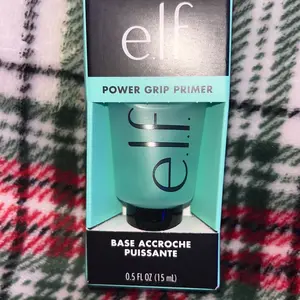 e.l.f.
POWER GRIP PRIMER
e.l.f.
BASE ACCROCHE
PUISSANTE
0.5 FL OZ (15 mL)